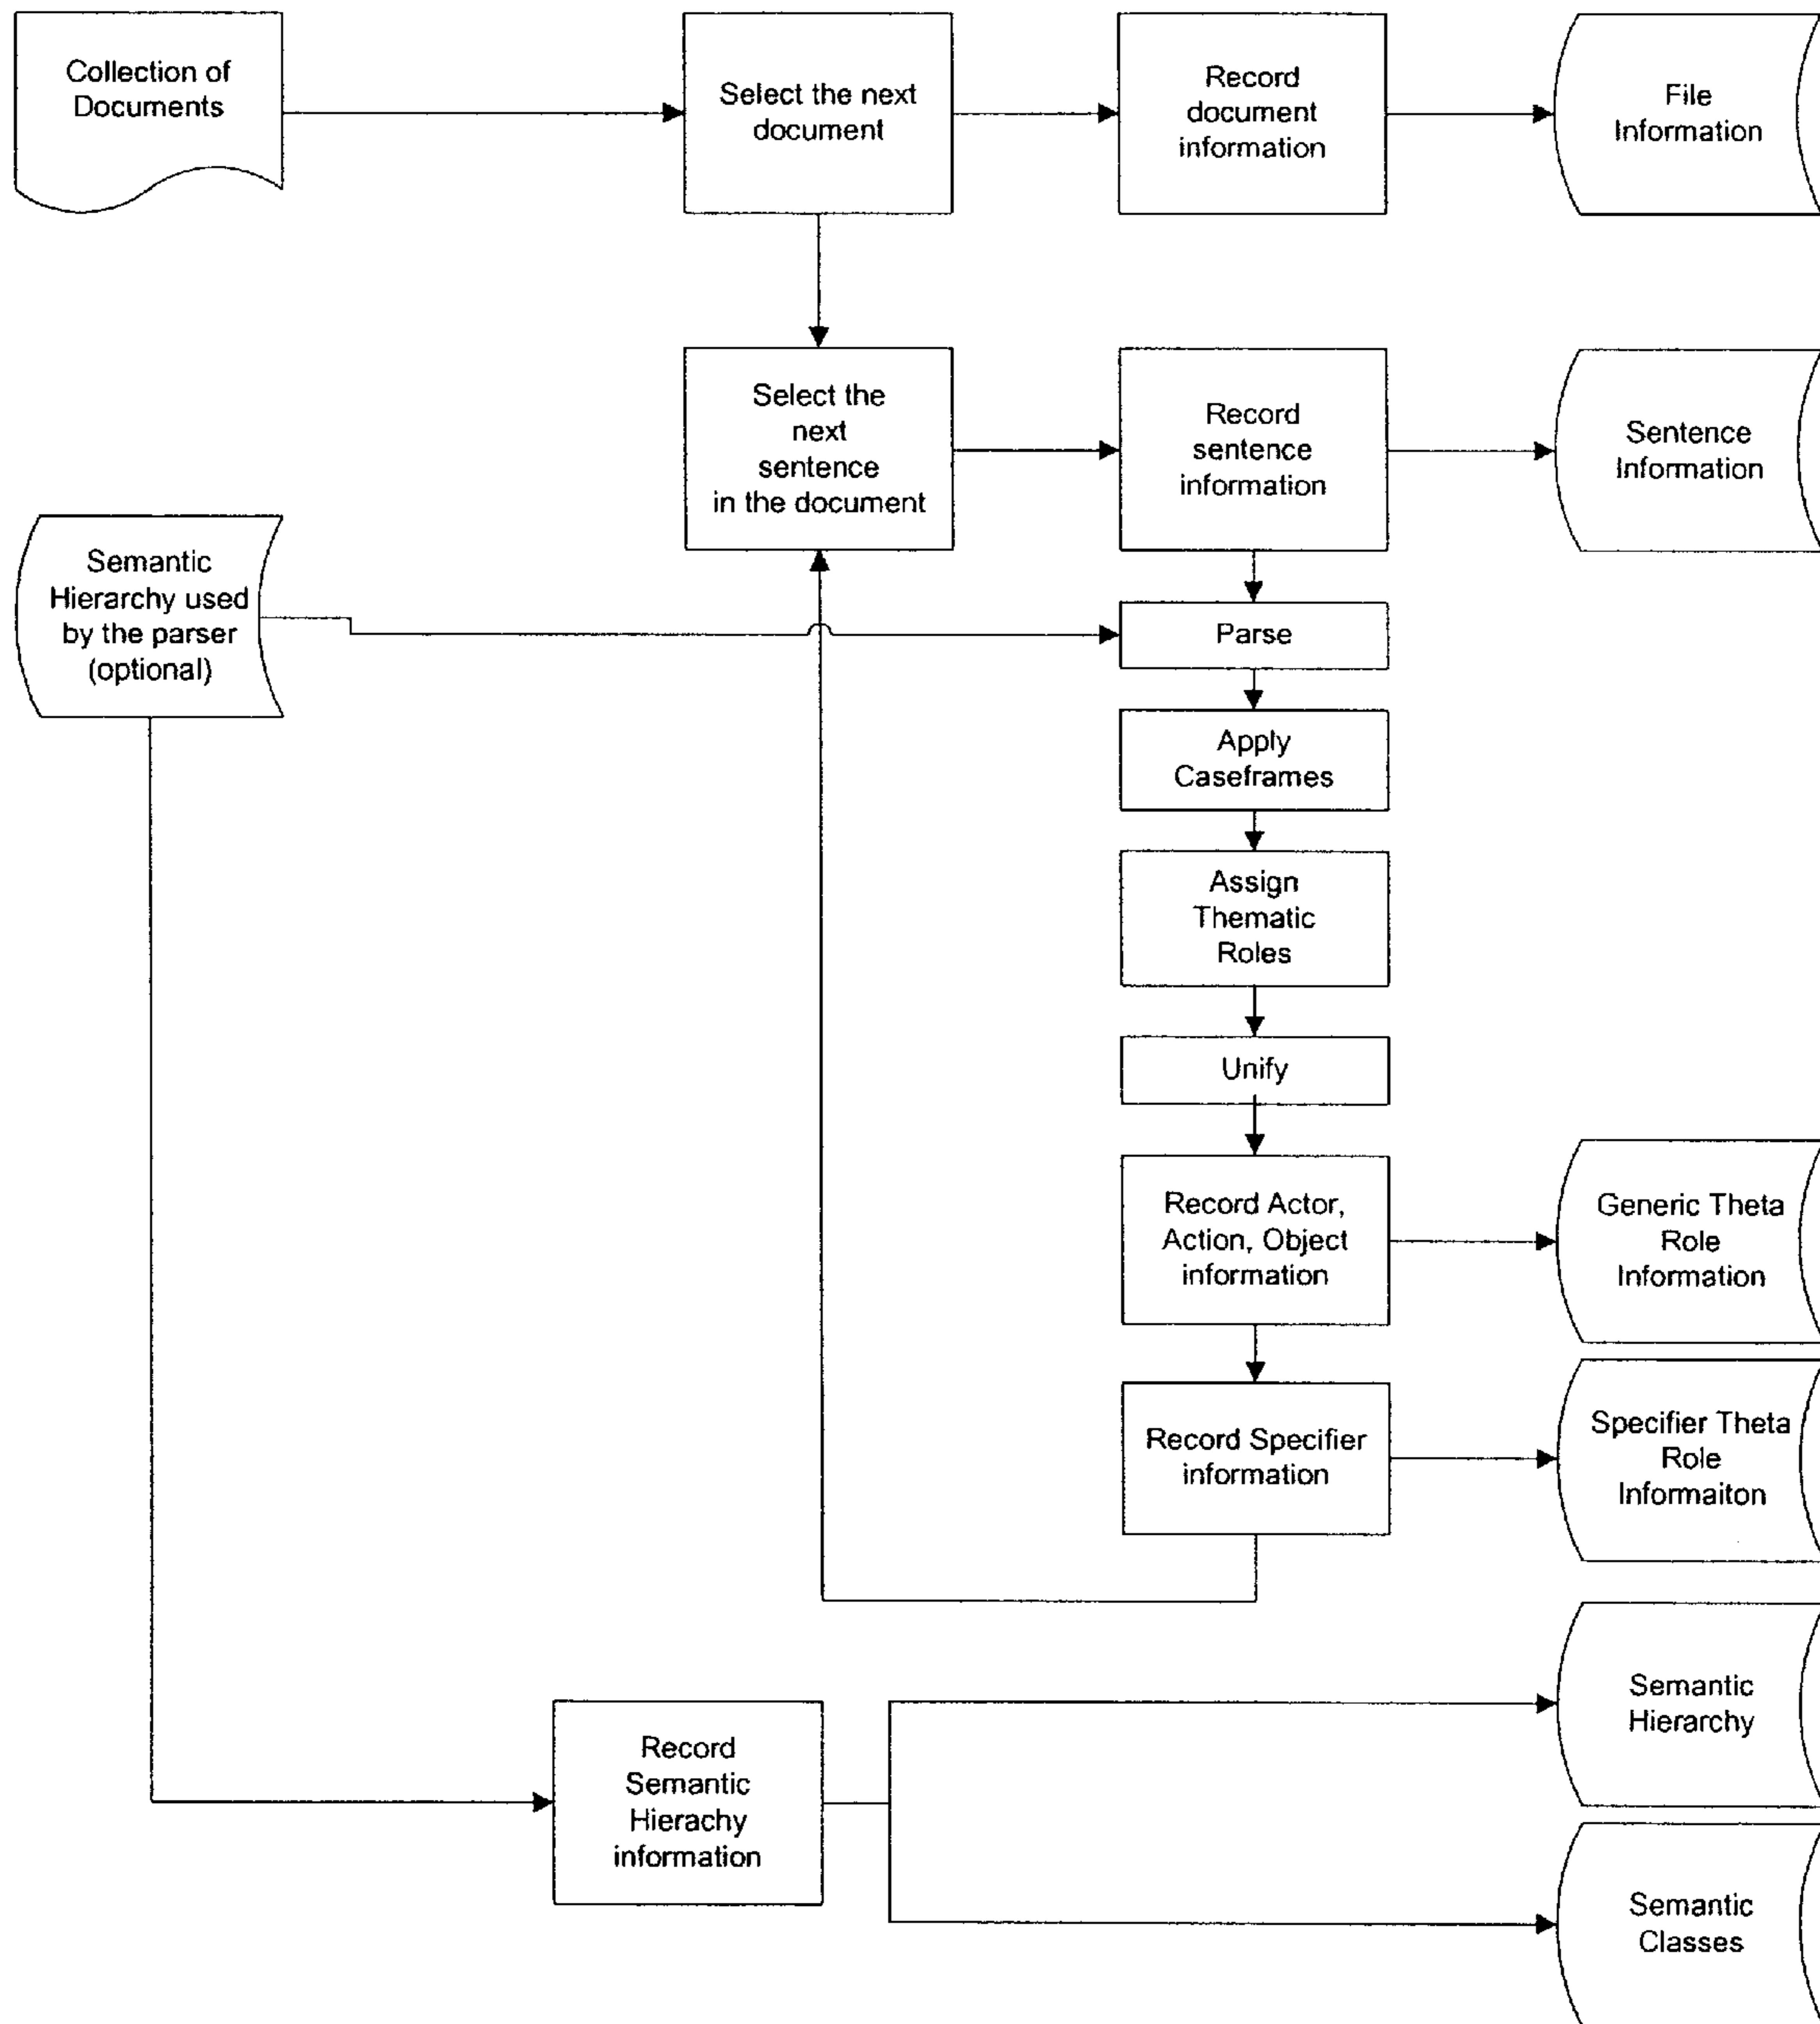 Collection of
Documents
Select the next
document
Record
document
information
File
Information
Select the
next
sentence
in the document
Record
sentence
information
Sentence
Information
Semantic
Hierarchy used
by the parser
(optional)
Parse
Apply
Caseframes
Assign
Thematic
Roles
Unify
Record Actor,
Action, Object
information
Generic Theta
Role
Information
Record Specifier
information
Specifier Theta
Role
Informaiton
Record
Semantic
Hierachy
information
Semantic
Hierarchy
Semantic
Classes